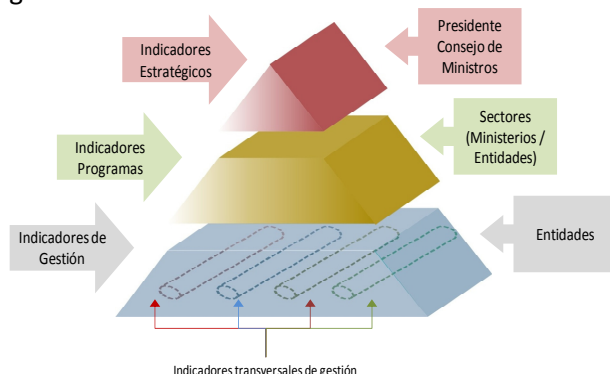 Indicadores
Estratégicos
Presidente
Consejo de
Ministros
Indicadores
Programas
Sectores
(Ministerios /
Entidades)
Indicadores de
Gestión
Entidades
Indicadores transversales de gestión